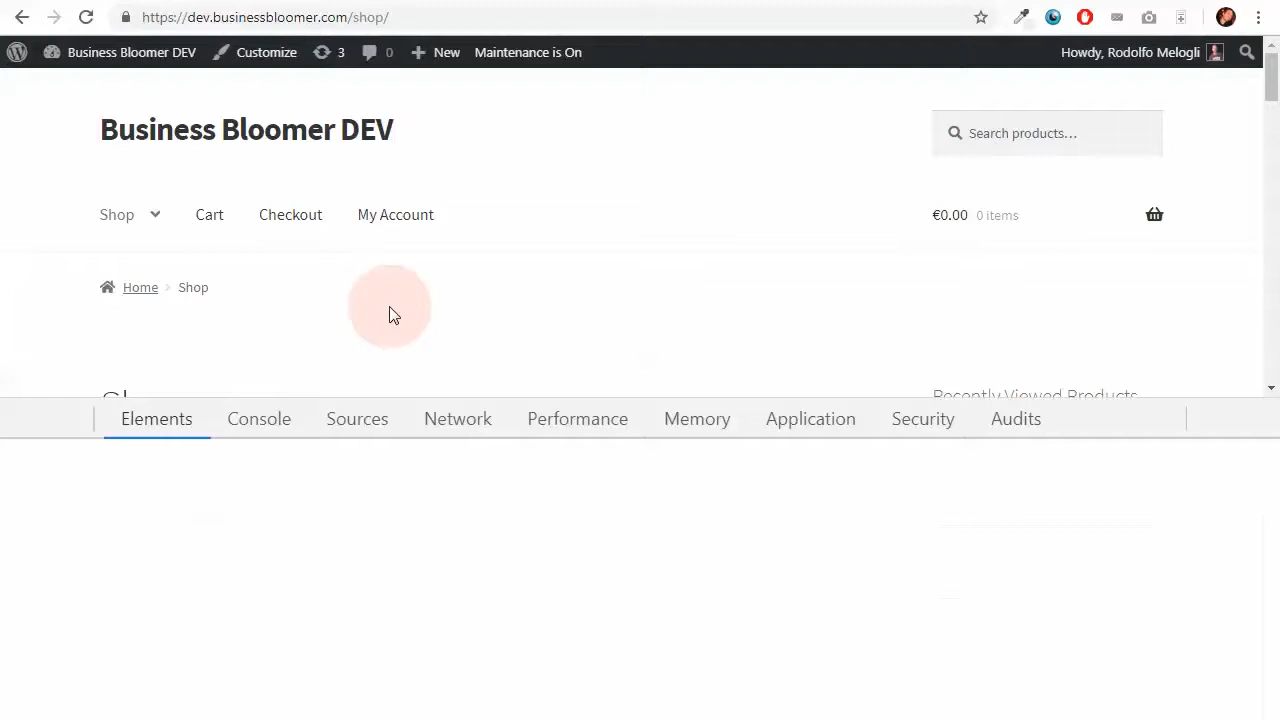 https://dev.businessbloomer.com/shop/
Business Bloomer DEV Customize 3 0 New Maintenance is On Howdy, Rodolfo Melogli
Business Bloomer DEV
Search products…
Shop Cart Checkout My Account €0.00 0 items
Home Shop
Recently Viewed Products
Elements Console Sources Network Performance Memory Application Security Audits